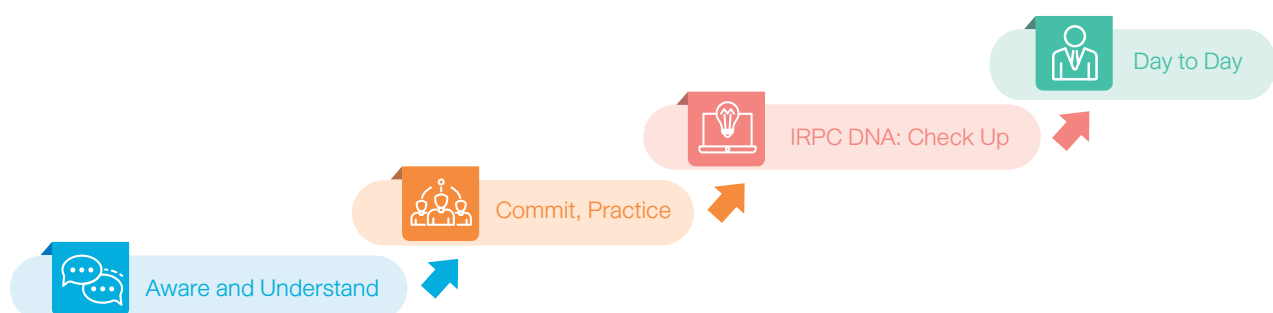 Day to Day
IRPC DNA: Check Up
Commit, Practice
Aware and Understand